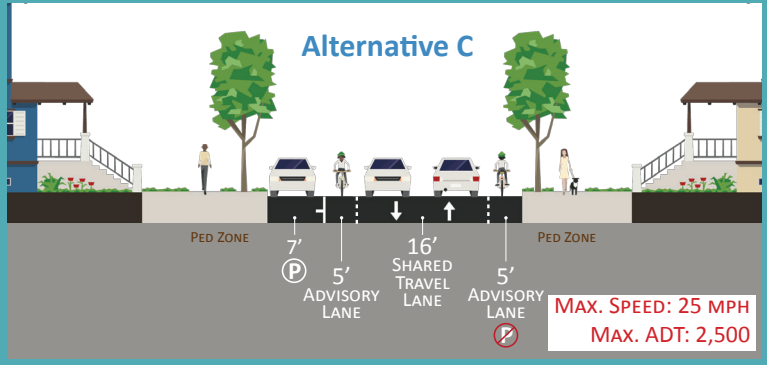 Alternative C
PED ZONE
PED ZONE
7’
P
5’
ADVISORY
LANE
16’
SHARED
TRAVEL
LANE
5’
ADVISORY
LANE
P
MAX. SPEED: 25 MPH
MAX. ADT: 2,500